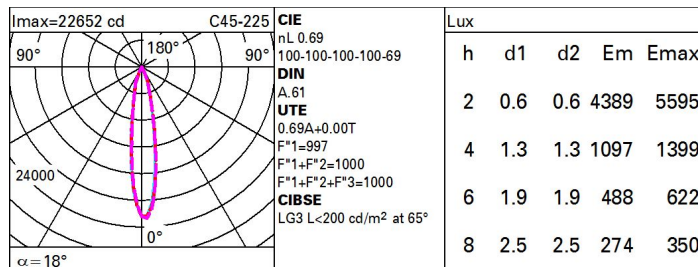 Imax=22652 cd C45-225
90° 180° 90°
24000
0°
α=18°
CIE
nL 0.69
100-100-100-100-69
DIN
A.61
UTE
0.69A+0.00T
F"1=997
F"1+F"2=1000
F"1+F"2+F"3=1000
CIBSE
LG3 L<200 cd/m² at 65°
Lux
h d1 d2 Em Emax
2 0.6 0.6 4389 5595
4 1.3 1.3 1097 1399
6 1.9 1.9 488 622
8 2.5 2.5 274 350